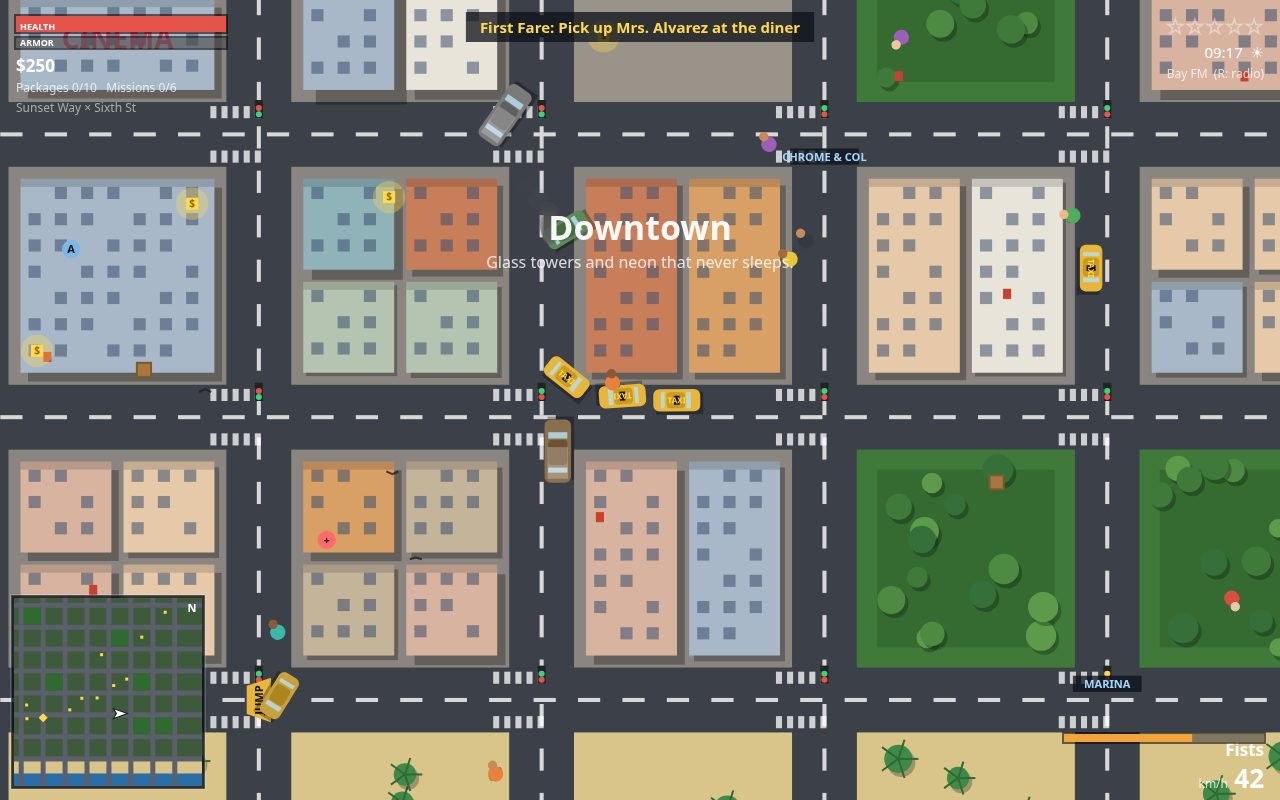 HEALTH
CINEMA
ARMOR
$250
Packages 0/10 Missions 0/6
Sunset Way × Sixth St
First Fare: Pick up Mrs. Alvarez at the diner
☆☆☆☆☆
09:17 ☀
Bay FM (R: radio)
CHROME & COL
$
$
A
Downtown
Glass towers and neon that never sleeps.
TAXI
$
TAXI
TAXI
TAXI
+
N
JUMP
MARINA
Fists
km/h 42